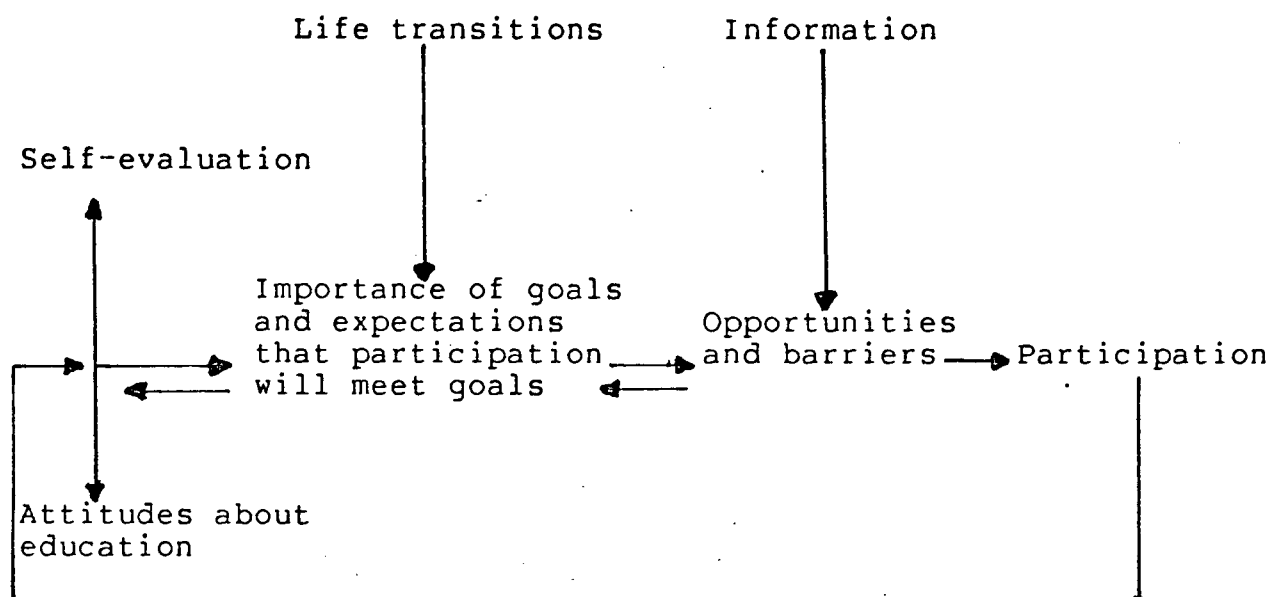 Life transitions
Information
Self-evaluation
Importance of goals
and expectations
that participation
will meet goals
Opportunities
and barriers
Participation
Attitudes about
education